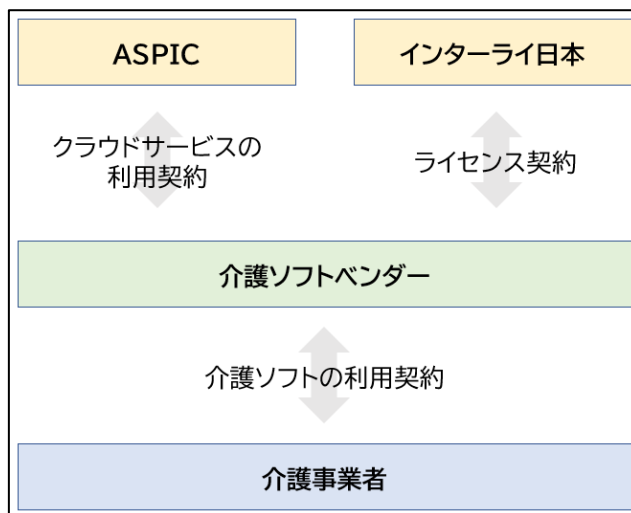 ASPIC
インターライ日本
クラウドサービスの
利用契約
ライセンス契約
介護ソフトベンダー
介護ソフトの利用契約
介護事業者